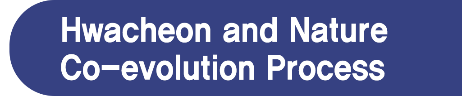 Hwacheon and Nature
Co-evolution Process